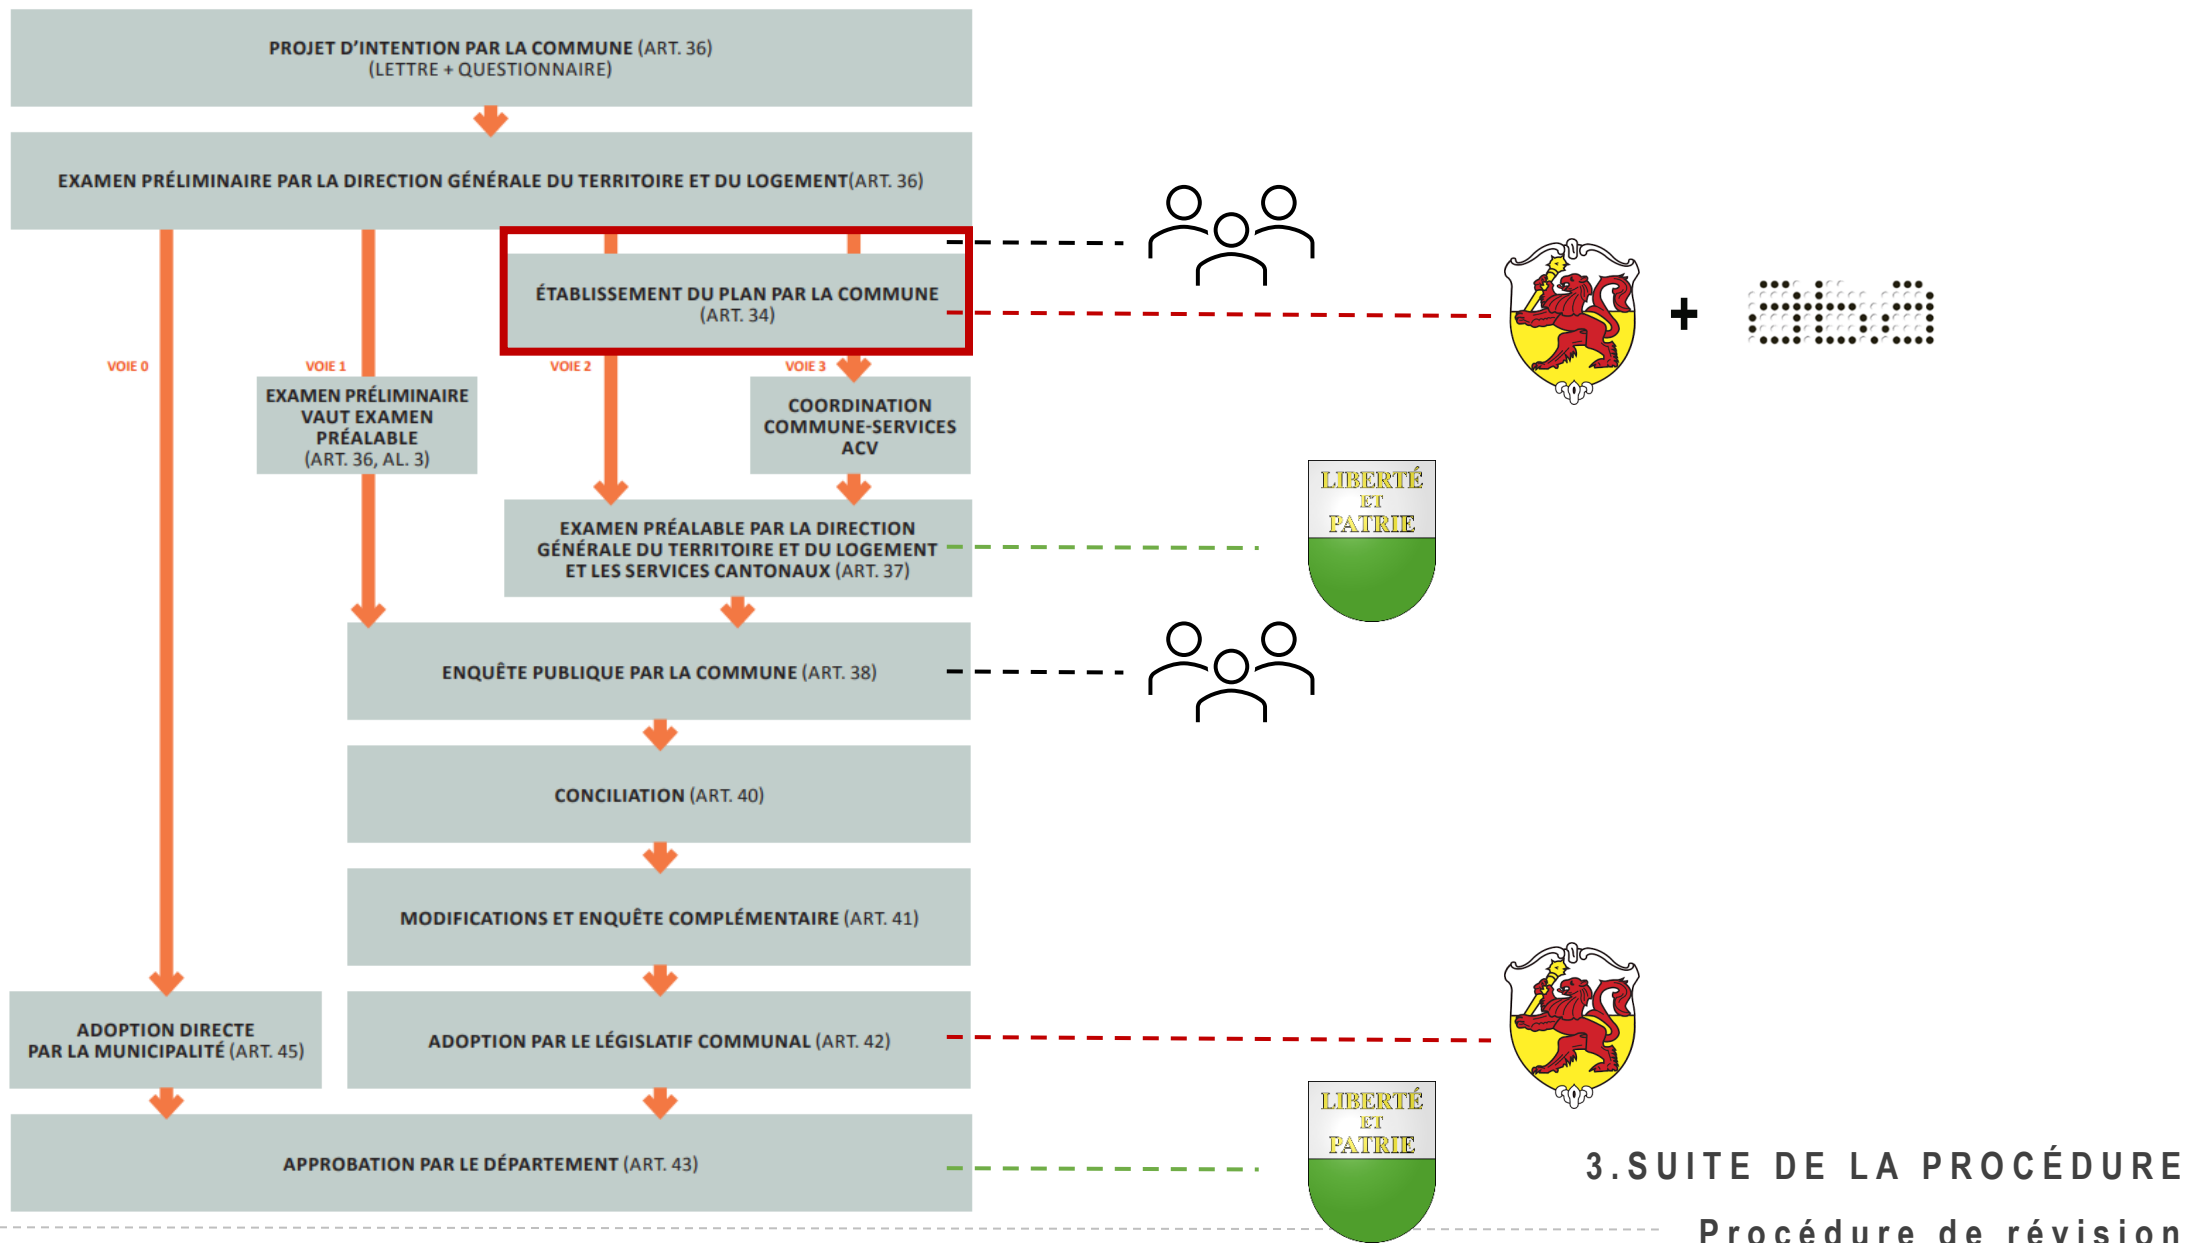 PROJET D'INTENTION PAR LA COMMUNE (ART. 36)
(LETTRE + QUESTIONNAIRE)
EXAMEN PRÉLIMINAIRE PAR LA DIRECTION GÉNÉRALE DU TERRITOIRE ET DU LOGEMENT(ART. 36)
ÉTABLISSEMENT DU PLAN PAR LA COMMUNE
(ART. 34)
+
aba
VOIE 0
VOIE 1
VOIE 2
VOIE 3
EXAMEN PRÉLIMINAIRE
VAUT EXAMEN
PRÉALABLE
(ART. 36, AL. 3)
COORDINATION
COMMUNE-SERVICES
ACV
EXAMEN PRÉALABLE PAR LA DIRECTION
GÉNÉRALE DU TERRITOIRE ET DU LOGEMENT
ET LES SERVICES CANTONAUX (ART. 37)
LIBERTÉ
ET
PATRIE
ENQUÊTE PUBLIQUE PAR LA COMMUNE (ART. 38)
CONCILIATION (ART. 40)
MODIFICATIONS ET ENQUÊTE COMPLÉMENTAIRE (ART. 41)
ADOPTION DIRECTE
PAR LA MUNICIPALITÉ (ART. 45)
ADOPTION PAR LE LÉGISLATIF COMMUNAL (ART. 42)
LIBERTÉ
ET
PATRIE
APPROBATION PAR LE DÉPARTEMENT (ART. 43)
3.SUITE DE LA PROCÉDURE
Procédure de révision